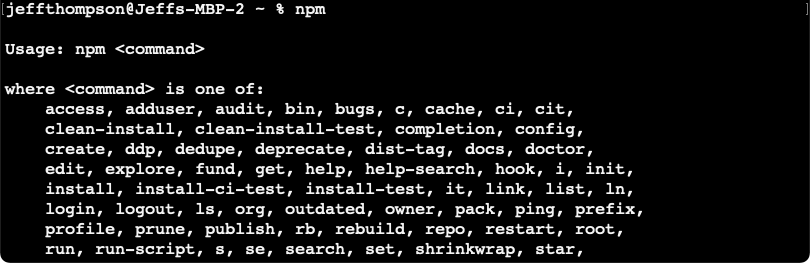 [jeffthompson@Jeffs-MBP-2 ~ % npm ]
Usage: npm <command>
where <command> is one of:
access, adduser, audit, bin, bugs, c, cache, ci, cit,
clean-install, clean-install-test, completion, config,
create, ddp, dedupe, deprecate, dist-tag, docs, doctor,
edit, explore, fund, get, help, help-search, hook, i, init,
install, install-ci-test, install-test, it, link, list, ln,
login, logout, ls, org, outdated, owner, pack, ping, prefix,
profile, prune, publish, rb, rebuild, repo, restart, root,
run, run-script, s, se, search, set, shrinkwrap, star,